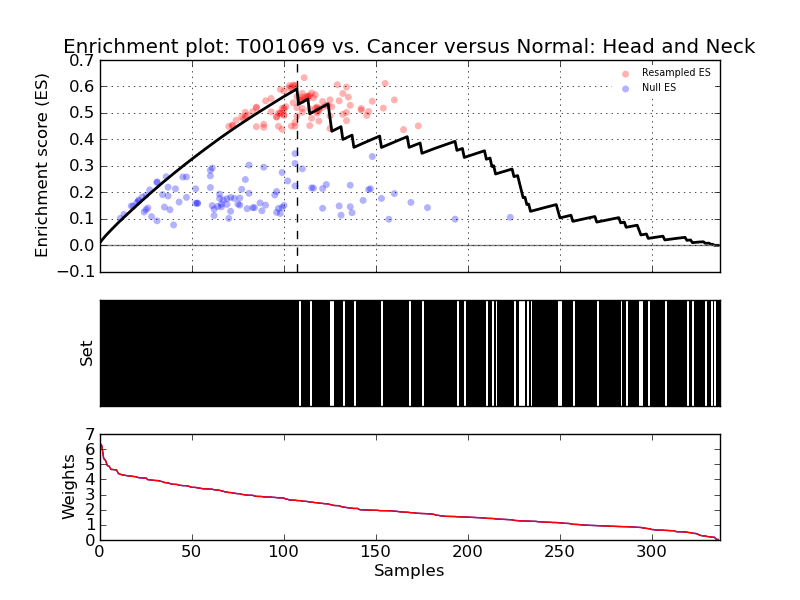 Enrichment plot: T001069 vs. Cancer versus Normal: Head and Neck
Enrichment score (ES)
0.7
0.6
0.5
0.4
0.3
0.2
0.1
0.0
−0.1
Resampled ES
Null ES
Set
Weights
7
6
5
4
3
2
1
0
0 50 100 150 200 250 300
Samples